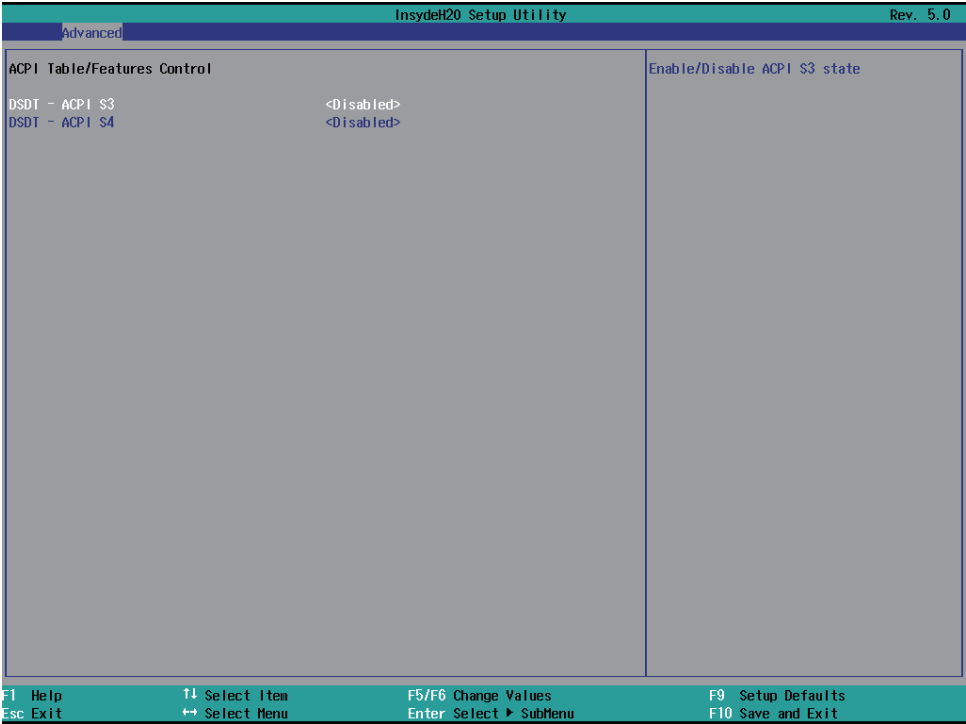 InsydeH20 Setup Utility Rev. 5.0
Advanced
ACPI Table/Features Control
Enable/Disable ACPI S3 state
DSDT - ACPI S3 <Disabled>
DSDT - ACPI S4 <Disabled>
F1 Help ↑↓ Select Item F5/F6 Change Values F9 Setup Defaults
Esc Exit ↔ Select Menu Enter Select ▶ SubMenu F10 Save and Exit